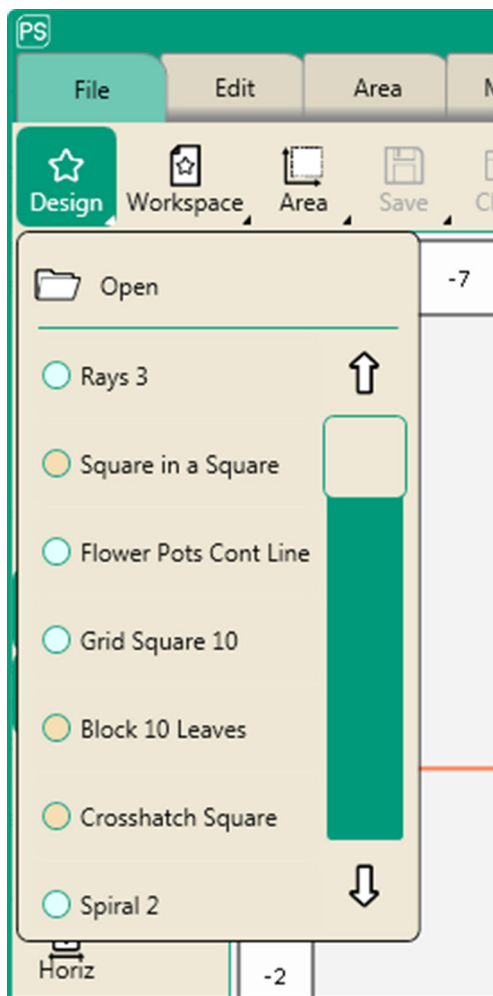 PS
File Edit Area
Design Workspace Area Save
Open
-7
Rays 3
Square in a Square
Flower Pots Cont Line
Grid Square 10
Block 10 Leaves
Crosshatch Square
Spiral 2
Horiz
-2